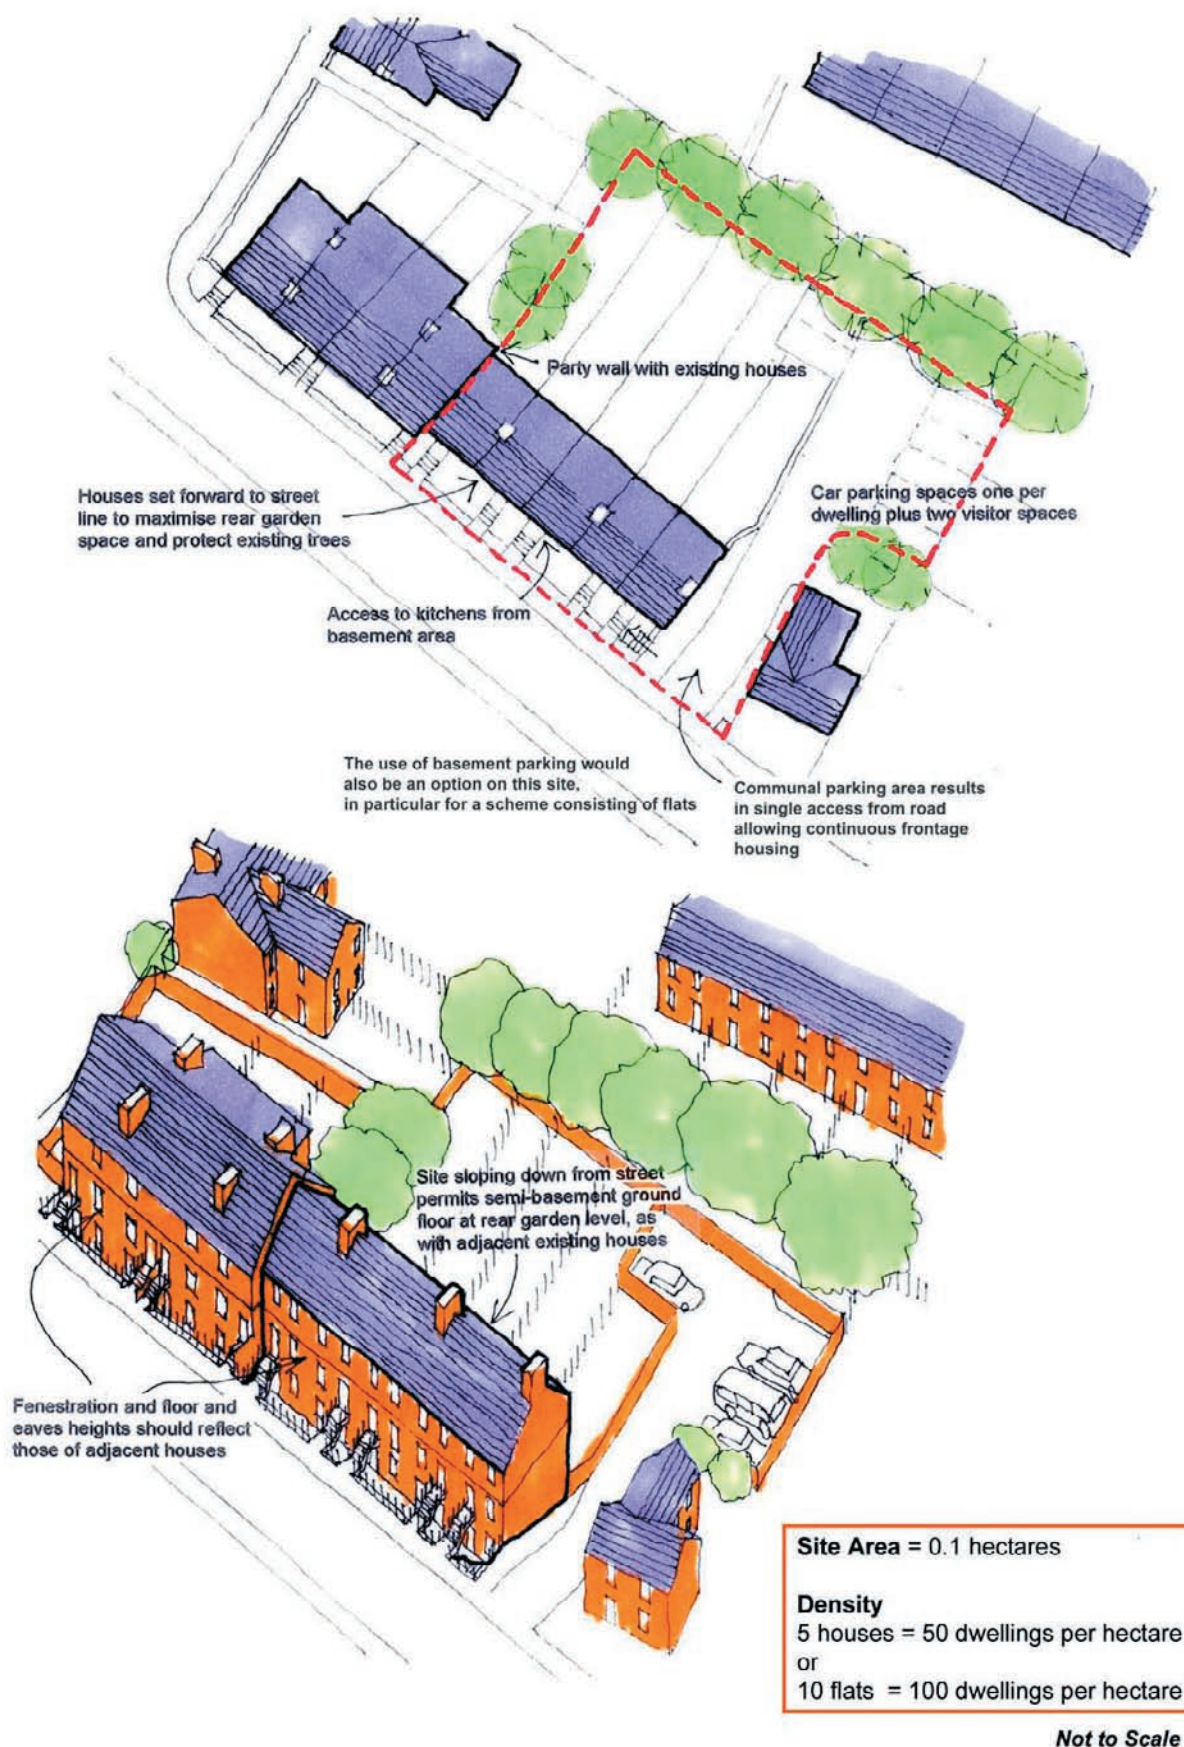 Party wall with existing houses
Houses set forward to street
line to maximise rear garden
space and protect existing trees
Car parking spaces one per
dwelling plus two visitor spaces
Access to kitchens from
basement area
The use of basement parking would
also be an option on this site,
in particular for a scheme consisting of flats
Communal parking area results
in single access from road
allowing continuous frontage
housing
Site sloping down from street
permits semi-basement ground
floor at rear garden level, as
with adjacent existing houses
Fenestration and floor and
eaves heights should reflect
those of adjacent houses
Site Area = 0.1 hectares
Density
5 houses = 50 dwellings per hectare
or
10 flats = 100 dwellings per hectare
Not to Scale